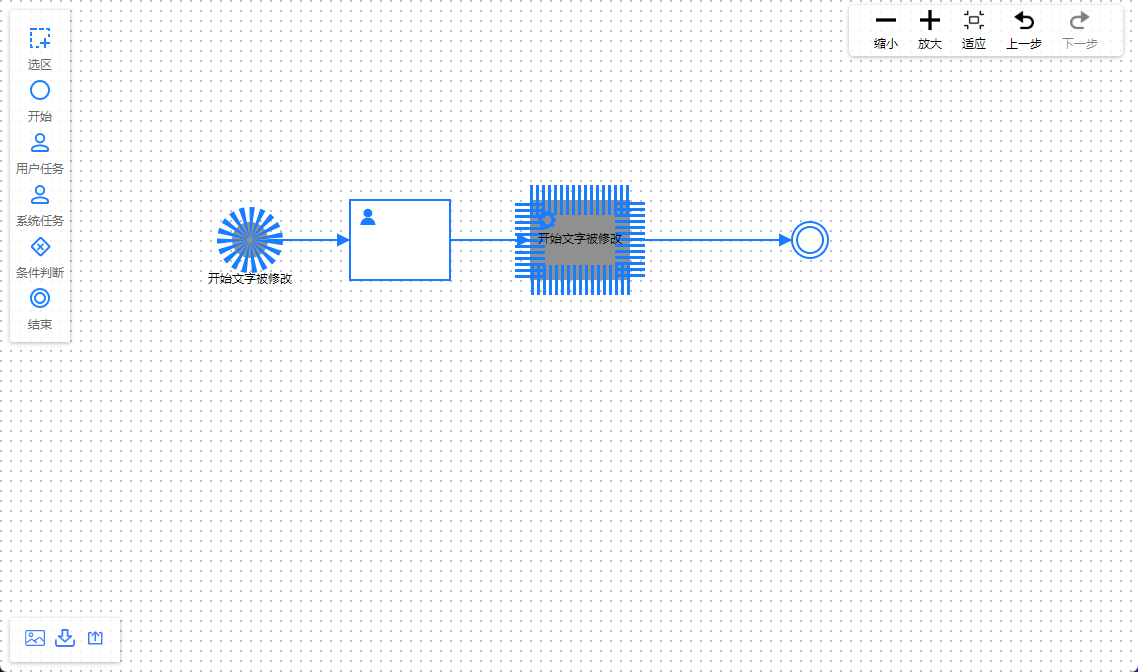 缩小
放大
适应
上一步
下一步
选区
开始
用户任务
系统任务
条件判断
结束
开始文字被修改
开始文字被修改